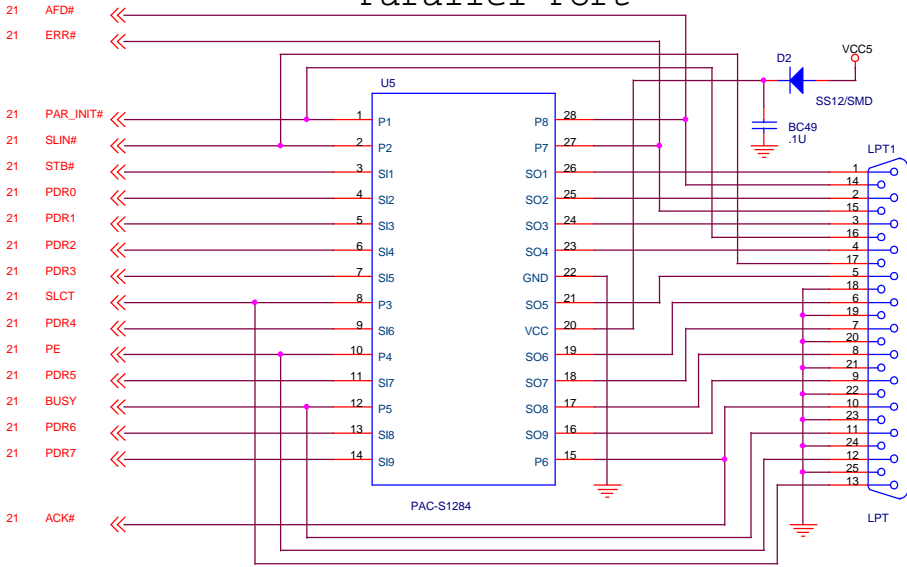 Parallel Port
21 AFD#
21 ERR#
D2
VCC5
SS12/SMD
BC49
.1U
U5
21 PAR_INIT# 1 P1 P8 28
21 SLIN# 2 P2 P7 27
21 STB# 3 SI1 SO1 26
21 PDR0 4 SI2 SO2 25
21 PDR1 5 SI3 SO3 24
21 PDR2 6 SI4 SO4 23
21 PDR3 7 SI5 GND 22
21 SLCT 8 P3 SO5 21
21 PDR4 9 SI6 VCC 20
21 PE 10 P4 SO6 19
21 PDR5 11 SI7 SO7 18
21 BUSY 12 P5 SO8 17
21 PDR6 13 SI8 SO9 16
21 PDR7 14 SI9 P6 15
PAC-S1284
21 ACK#
LPT1
1
14
2
15
3
16
4
17
5
18
6
19
7
20
8
21
9
22
10
23
11
24
12
25
13
LPT